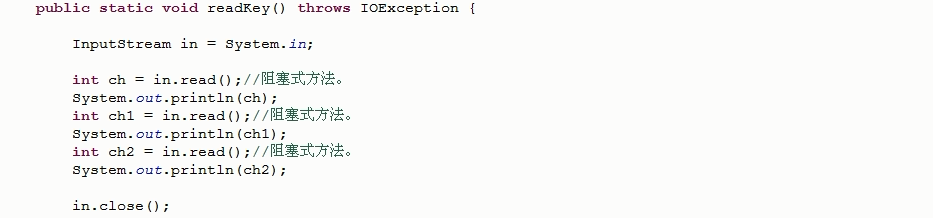 public static void readKey() throws IOException {
InputStream in = System.in;
int ch = in.read();//阻塞式方法。
System.out.println(ch);
int ch1 = in.read();//阻塞式方法。
System.out.println(ch1);
int ch2 = in.read();//阻塞式方法。
System.out.println(ch2);
in.close();